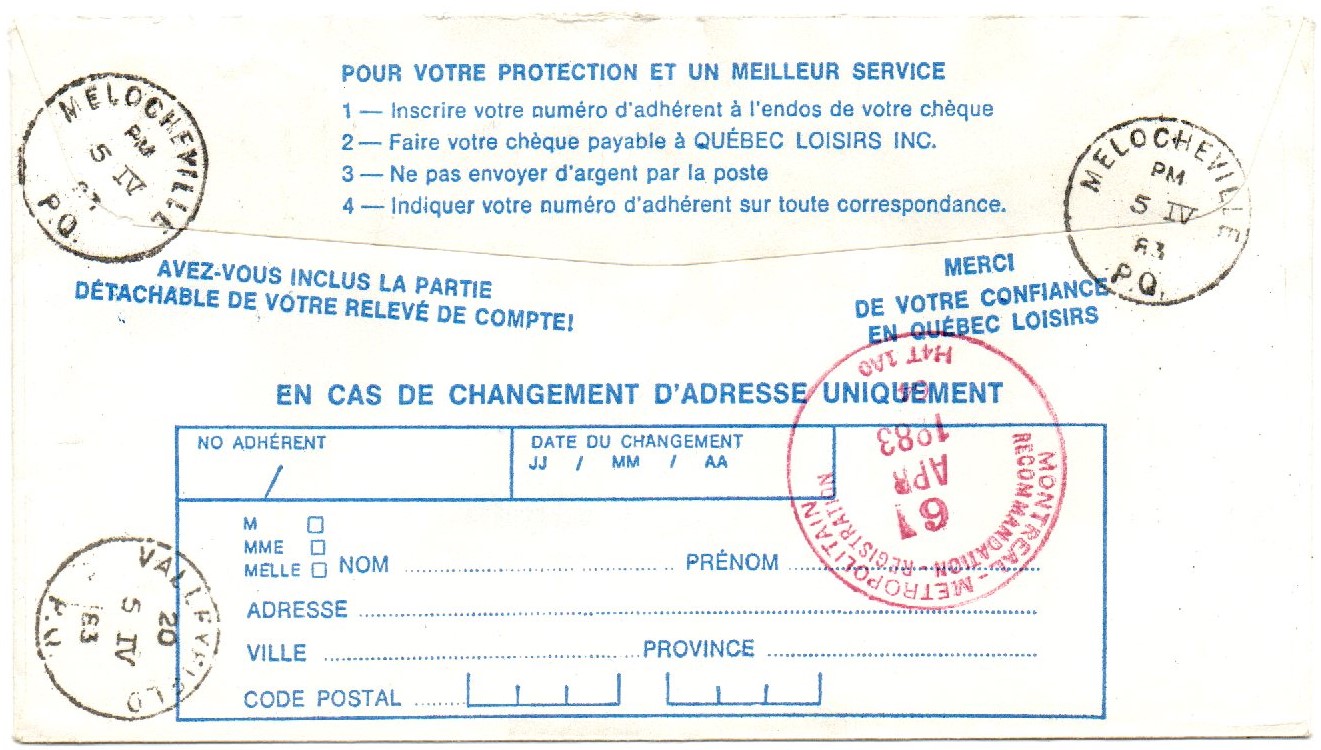 POUR VOTRE PROTECTION ET UN MEILLEUR SERVICE
1 — Inscrire votre numéro d'adhérent à l'endos de votre chèque
2 — Faire votre chèque payable à QUÉBEC LOISIRS INC.
3 — Ne pas envoyer d'argent par la poste
4 — Indiquer votre numéro d'adhérent sur toute correspondance.
MELOCHEVILLE
PM
5 IV
83
P.Q.
MELOCHEVILLE
PM
5 IV
83
P.Q.
AVEZ-VOUS INCLUS LA PARTIE
DÉTACHABLE DE VOTRE RELEVÉ DE COMPTE!
MERCI
DE VOTRE CONFIANCE
EN QUÉBEC LOISIRS
EN CAS DE CHANGEMENT D'ADRESSE UNIQUEMENT
NO ADHÉRENT
/
DATE DU CHANGEMENT
JJ / MM / AA
MONTREAL - METROPOLITAIN
RECOMMANDATION - REGISTRATION
APR
1983
H4T 1A0
M
MME
MELLE
NOM
PRÉNOM
ADRESSE
VILLE
PROVINCE
CODE POSTAL
VALLEYFIELD
20
5 IV
83
P.Q.